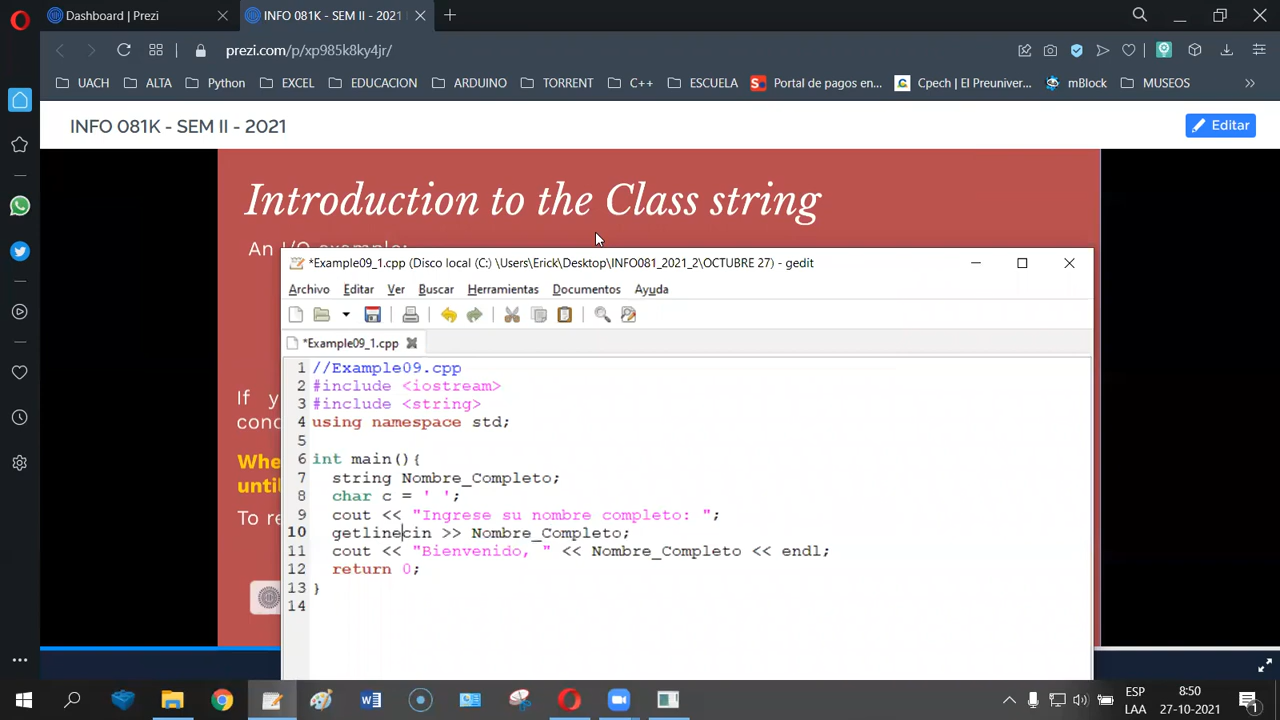 Dashboard | Prezi
INFO 081K - SEM II - 2021
prezi.com/p/xp985k8ky4jr/
UACH ALTA Python EXCEL EDUCACION ARDUINO TORRENT C++ ESCUELA Portal de pagos en... Cpech | El Preuniver... mBlock MUSEOS
INFO 081K - SEM II - 2021
Editar
Introduction to the Class string
An I/O example:
*Example09_1.cpp (Disco local (C:) \Users\Erick\Desktop\INFO081_2021_2\OCTUBRE 27) - gedit
Archivo Editar Ver Buscar Herramientas Documentos Ayuda
*Example09_1.cpp
1 //Example09.cpp
2 #include <iostream>
3 #include <string>
4 using namespace std;
5
6 int main(){
7 string Nombre_Completo;
8 char c = ' ';
9 cout << "Ingrese su nombre completo: ";
10 getlinecin >> Nombre_Completo;
11 cout << "Bienvenido, " << Nombre_Completo << endl;
12 return 0;
13 }
14
If y
conc
Whe
until
To re
ESP 8:50
LAA 27-10-2021
1